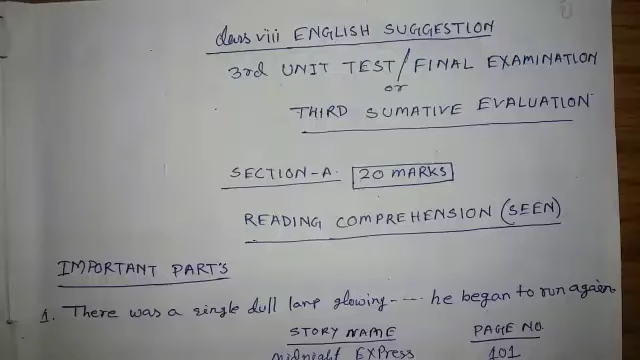 class viii ENGLISH SUGGESTION
3rd UNIT TEST/FINAL EXAMINATION
or
THIRD SUMATIVE EVALUATION
SECTION-A. 20 MARKS
READING COMPREHENSION (SEEN)
IMPORTANT PART'S
1. There was a single dull lamp glowing ---- he began to run again.
STORY NAME PAGE NO.
Midnight EXPress 101